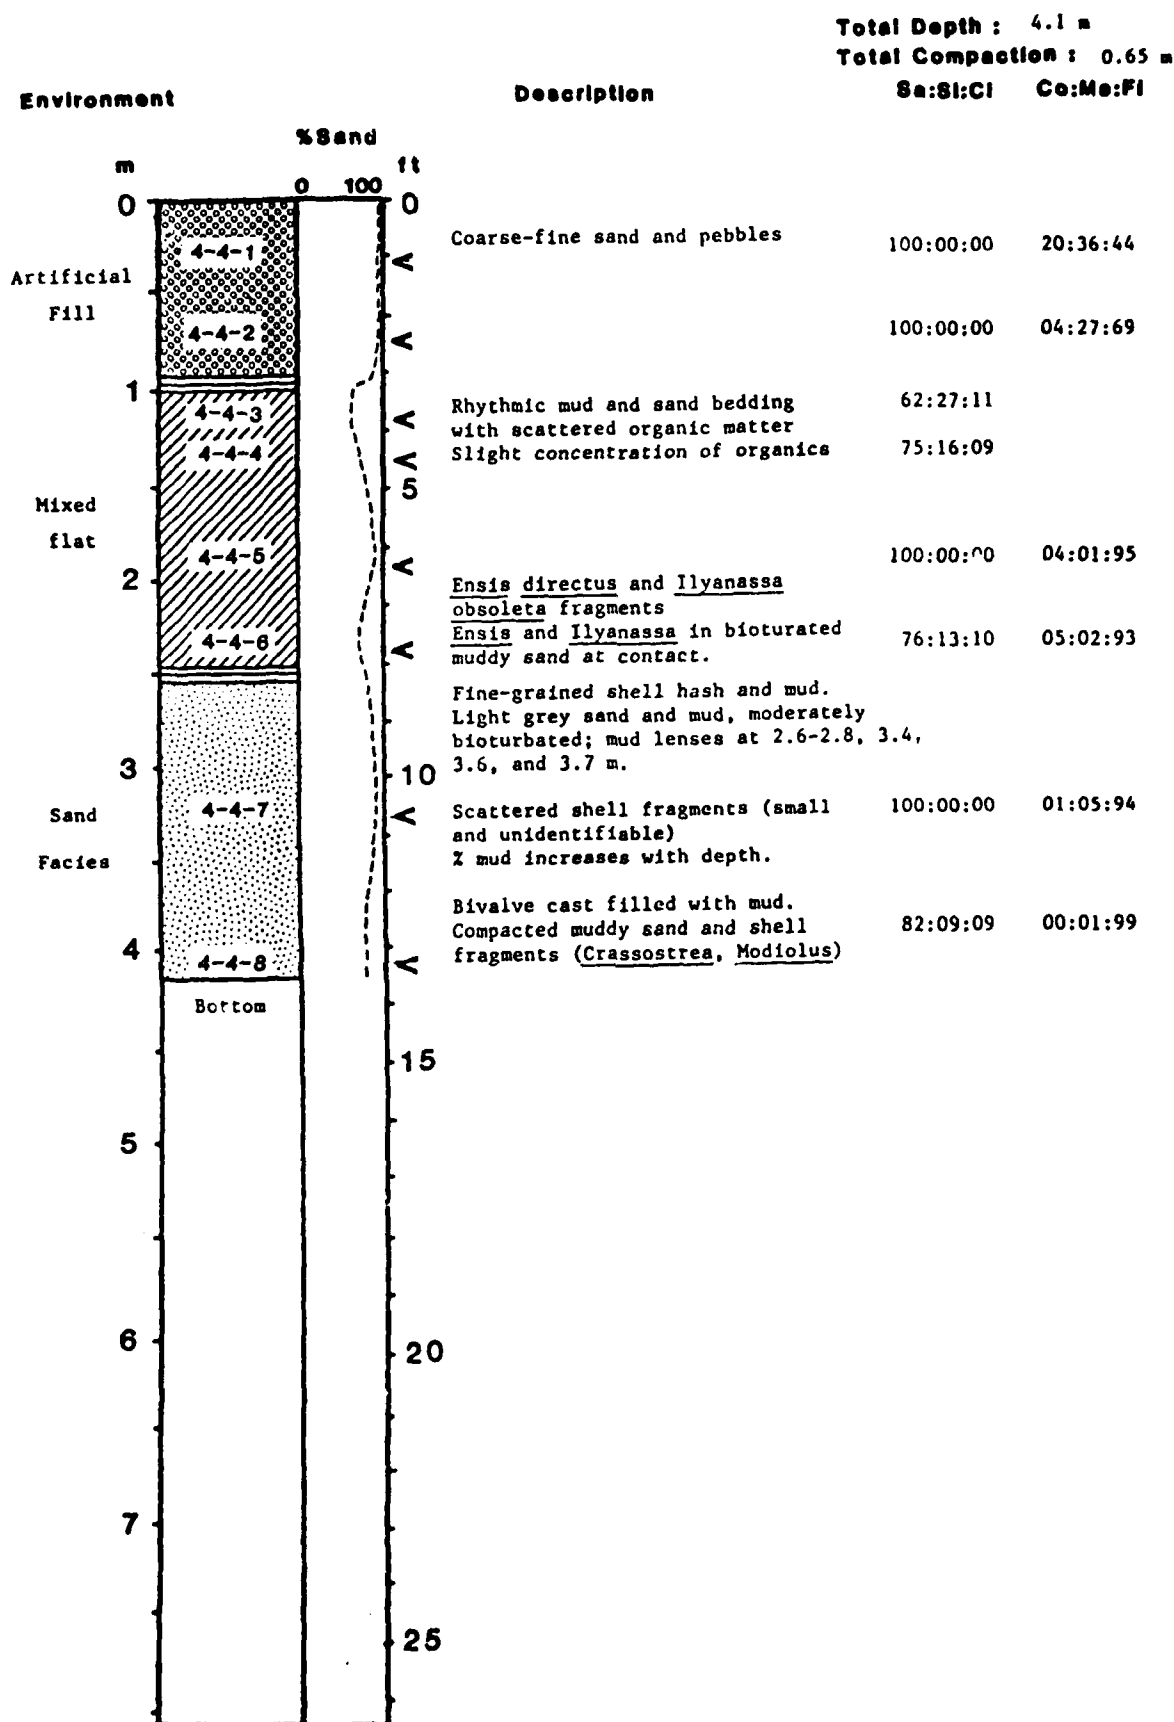 Total Depth : 4.1 m
Total Compaction : 0.65 m
Environment Description Sa:Si:Cl Co:Me:Fi
%Sand
m ft
0 100
0 0
Coarse-fine sand and pebbles 100:00:00 20:36:44
4-4-1
Artificial
Fill
4-4-2 100:00:00 04:27:69
1
4-4-3 Rhythmic mud and sand bedding 62:27:11
with scattered organic matter
4-4-4 Slight concentration of organics 75:16:09
5
Mixed
flat
4-4-5 100:00:00 04:01:95
2
Ensis directus and Ilyanassa
obsoleta fragments
4-4-6 Ensis and Ilyanassa in bioturated 76:13:10 05:02:93
muddy sand at contact.
Fine-grained shell hash and mud.
Light grey sand and mud, moderately
bioturbated; mud lenses at 2.6-2.8, 3.4,
3.6, and 3.7 m.
3 10
Sand
Facies
4-4-7 Scattered shell fragments (small 100:00:00 01:05:94
and unidentifiable)
% mud increases with depth.
Bivalve cast filled with mud.
Compacted muddy sand and shell 82:09:09 00:01:99
fragments (Crassostrea, Modiolus)
4
4-4-8
Bottom
15
5
6
20
7
25